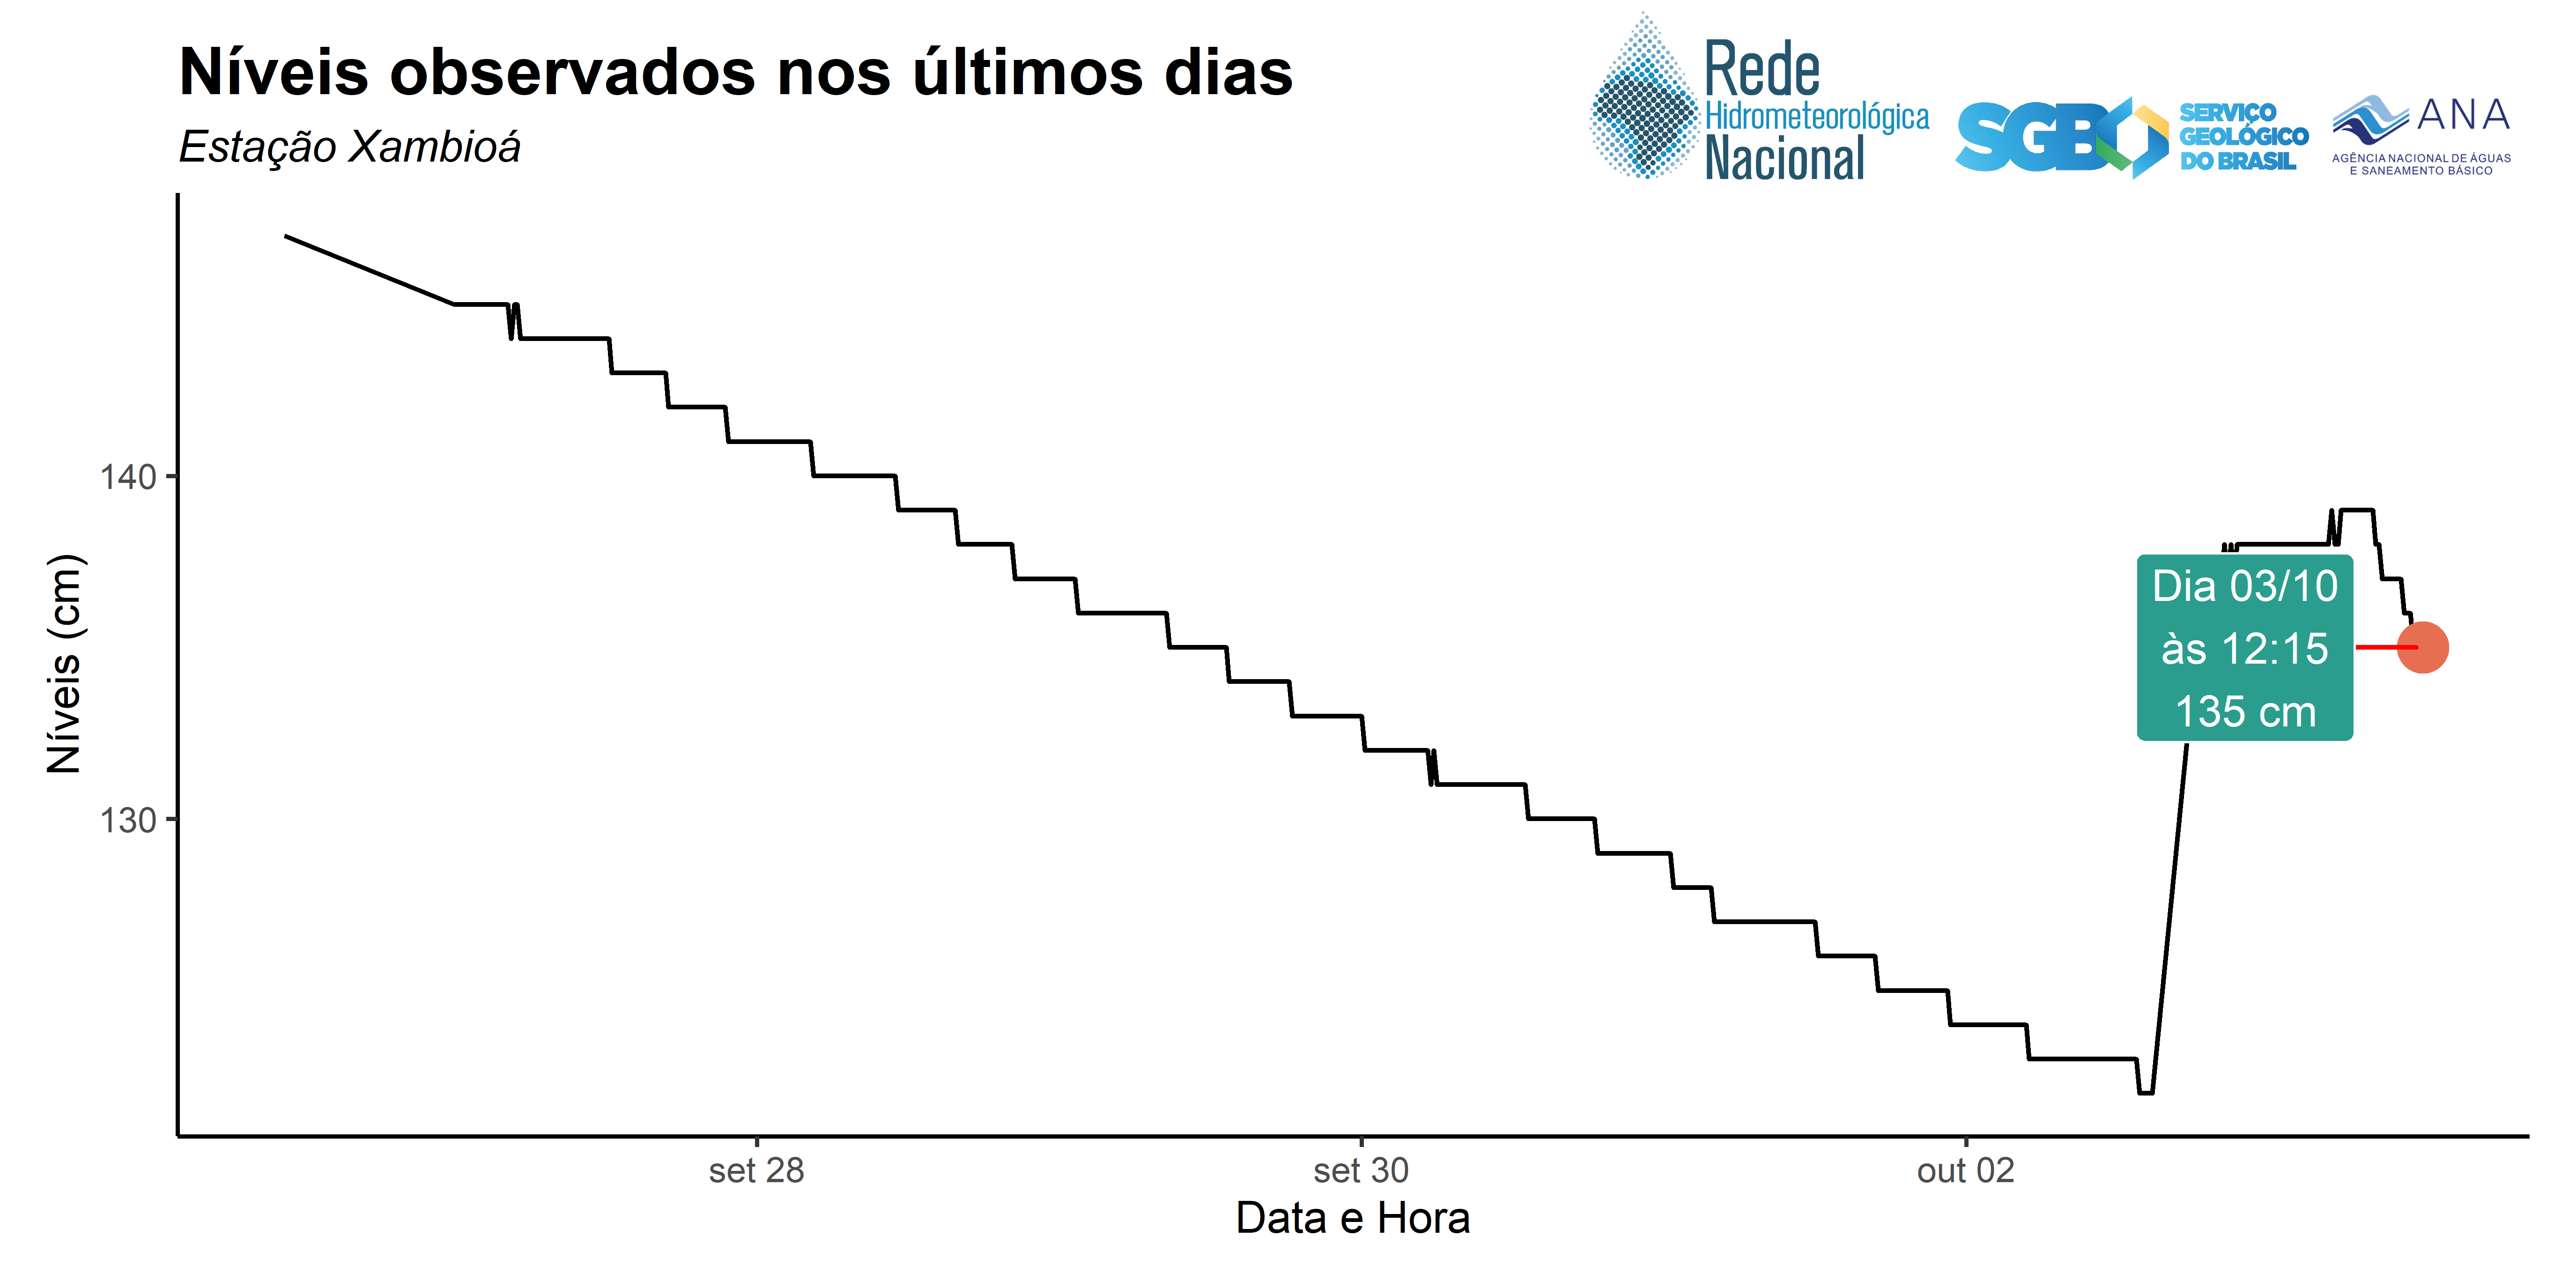 Níveis observados nos últimos dias
Estação Xambioá
Rede
Hidrometeorológica
Nacional
SGB
SERVIÇO
GEOLÓGICO
DO BRASIL
ANA
AGÊNCIA NACIONAL DE ÁGUAS
E SANEAMENTO BÁSICO
Níveis (cm)
140
130
Dia 03/10
às 12:15
135 cm
set 28
set 30
out 02
Data e Hora